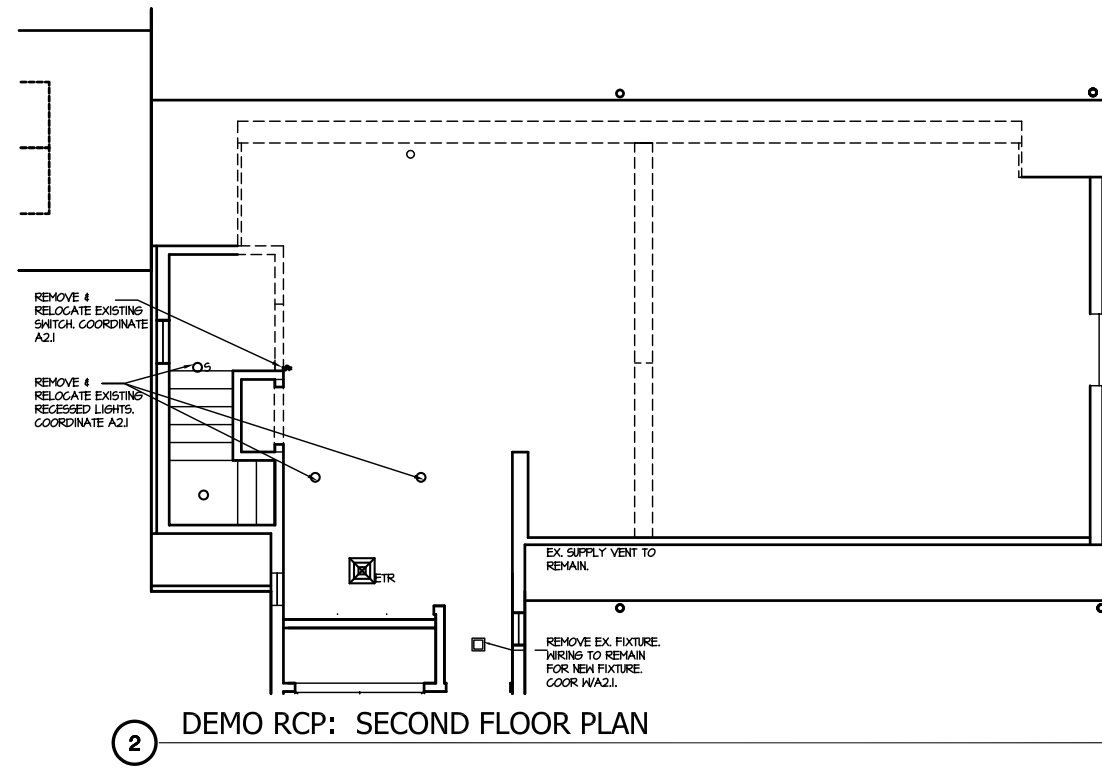 REMOVE &
RELOCATE EXISTING
SWITCH. COORDINATE
A2.1
S
REMOVE &
RELOCATE EXISTING
RECESSED LIGHTS.
COORDINATE A2.1
ETR
EX. SUPPLY VENT TO
REMAIN.
REMOVE EX. FIXTURE.
WIRING TO REMAIN
FOR NEW FIXTURE.
COOR W/A2.1.
2
DEMO RCP: SECOND FLOOR PLAN